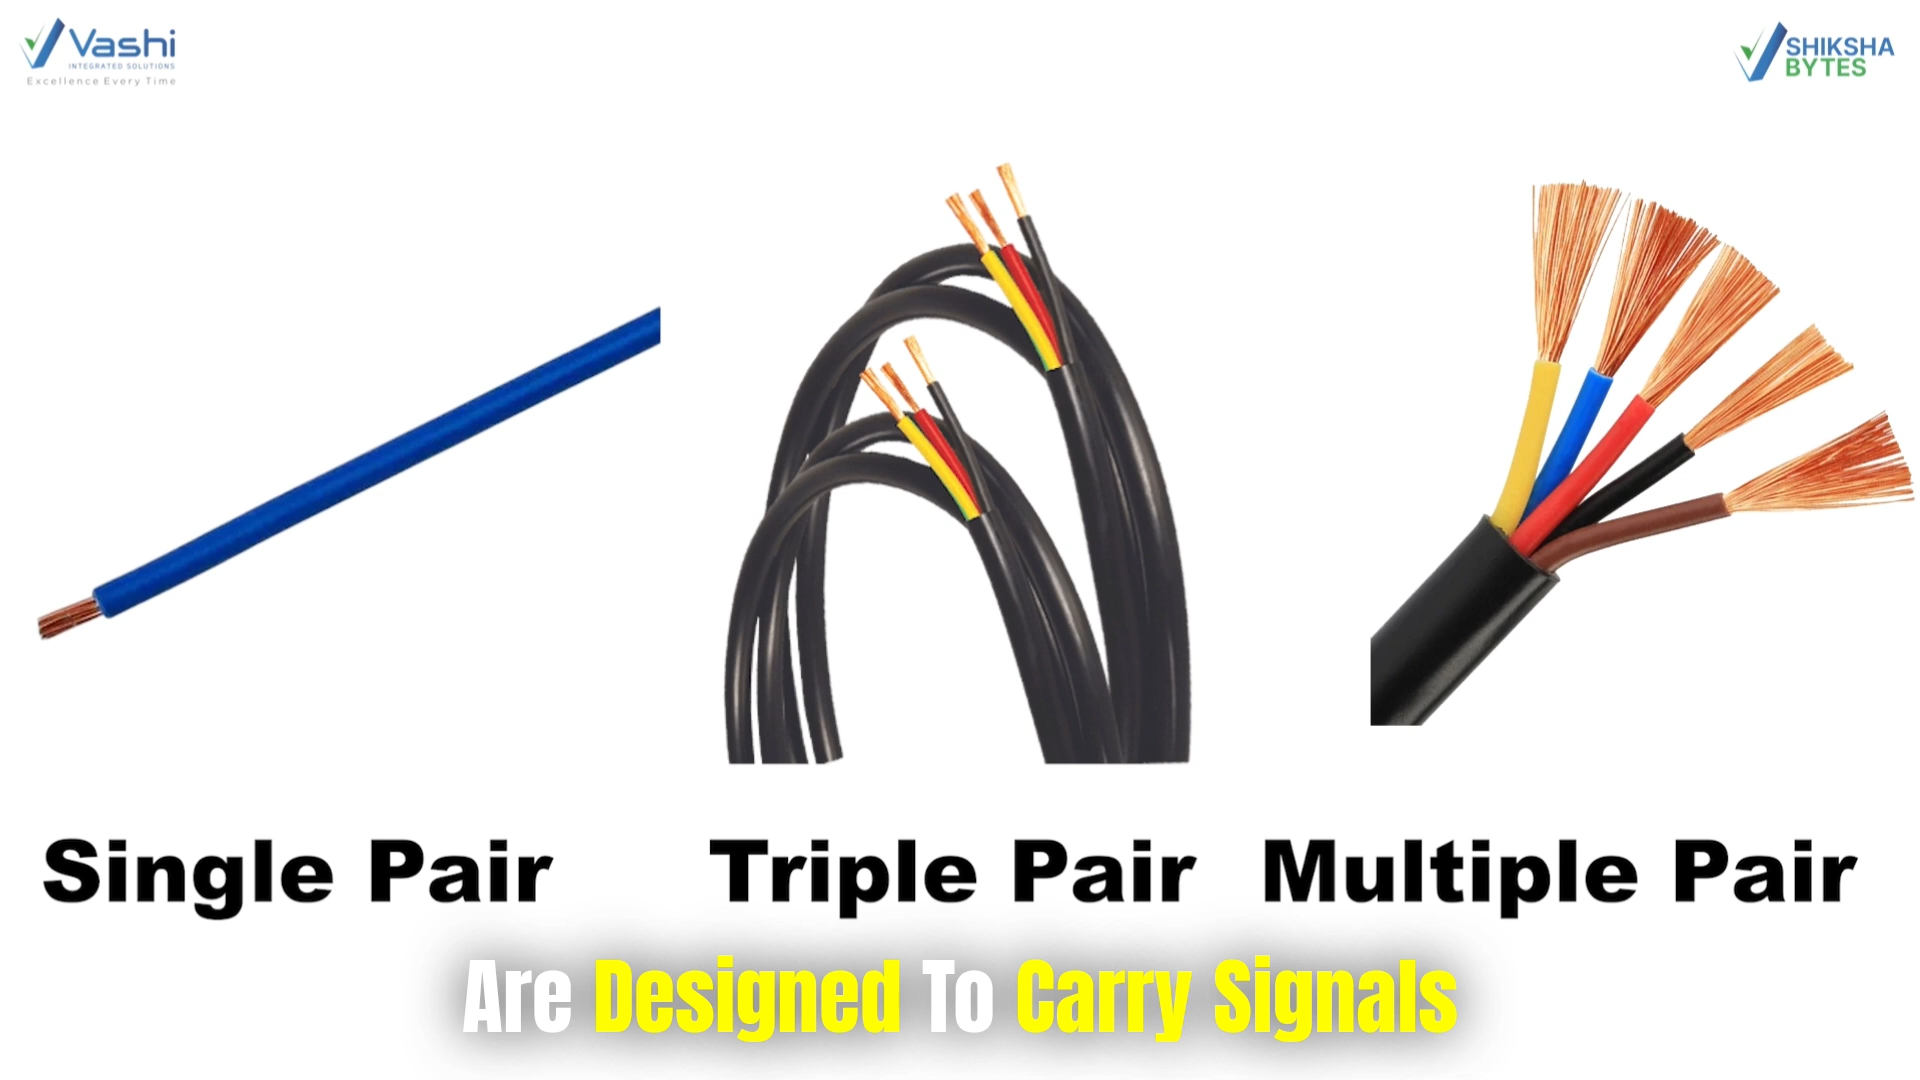 Vashi
INTEGRATED SOLUTIONS
Excellence Every Time
SHIKSHA
BYTES
Single Pair
Triple Pair
Multiple Pair
Are Designed To Carry Signals